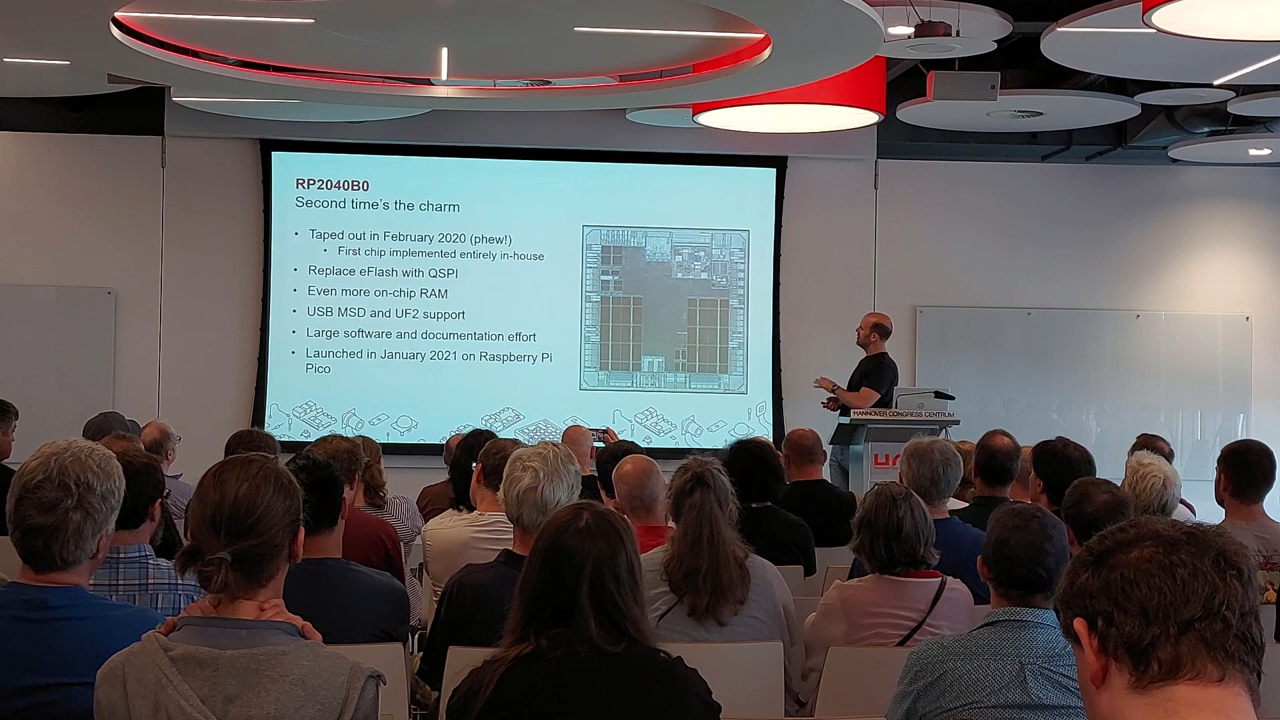 RP2040B0
Second time's the charm
• Taped out in February 2020 (phew!)
• First chip implemented entirely in-house
• Replace eFlash with QSPI
• Even more on-chip RAM
• USB MSD and UF2 support
• Large software and documentation effort
• Launched in January 2021 on Raspberry Pi
Pico
HANNOVER CONGRESS CENTRUM